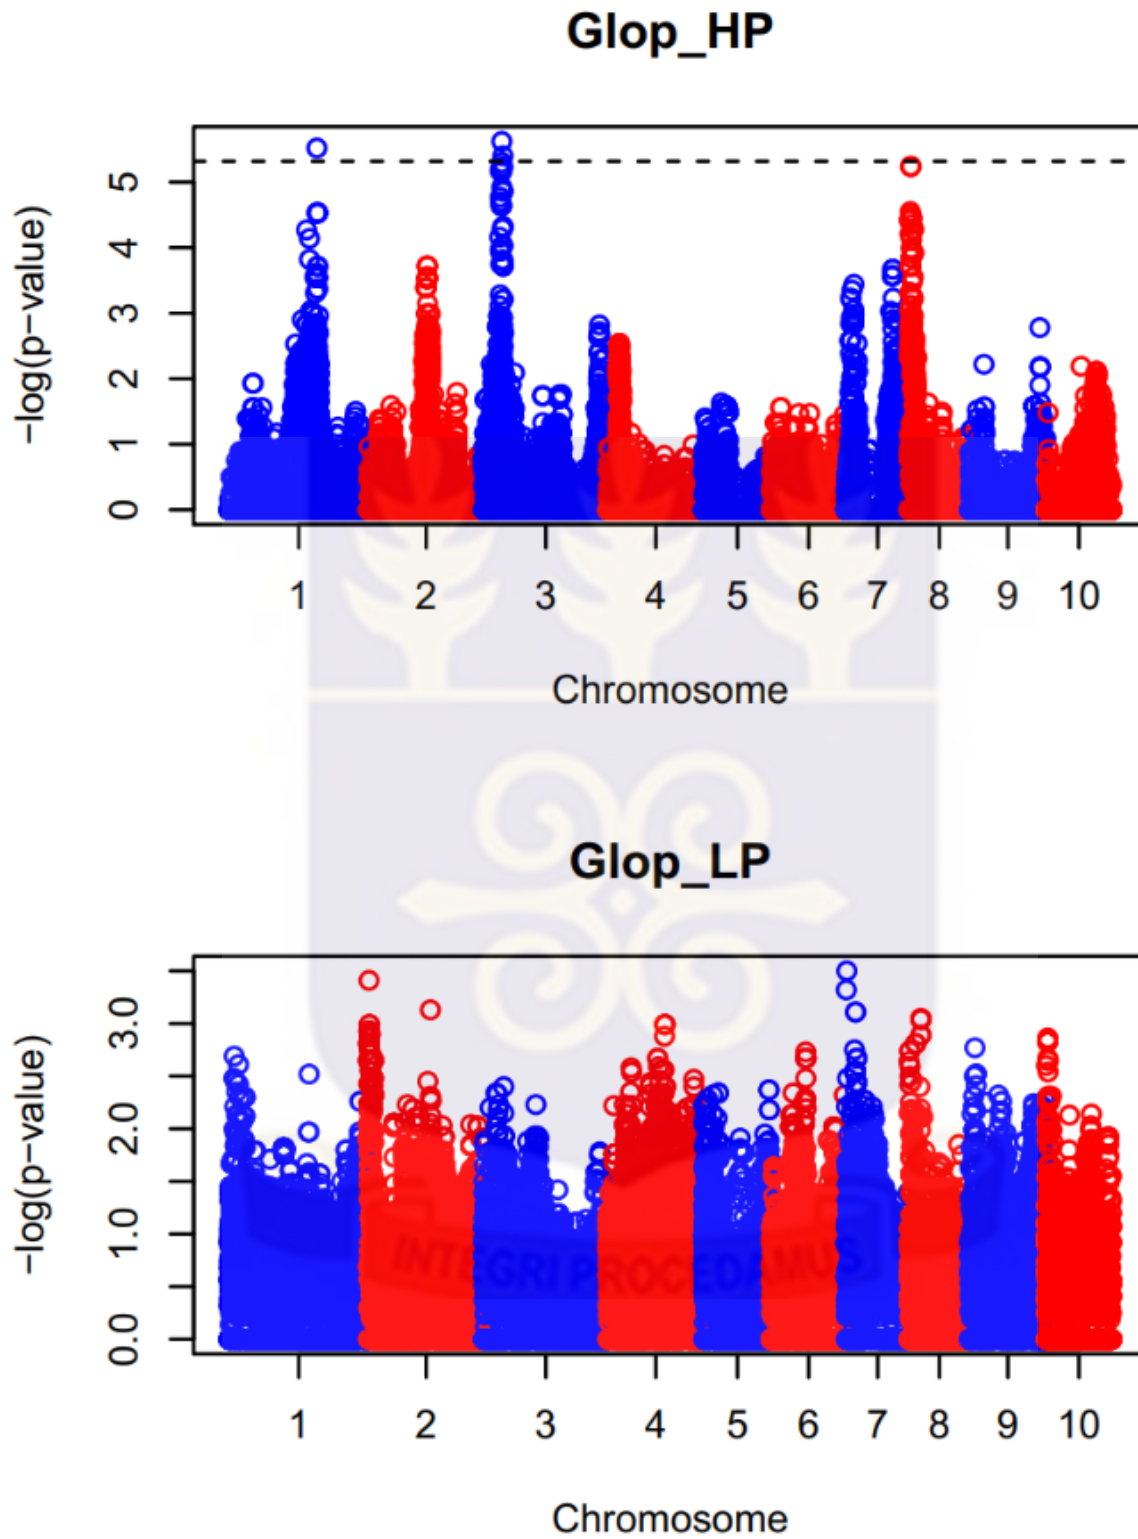 Glop_HP
−log(p−value)
5
4
3
2
1
0
1 2 3 4 5 6 7 8 9 10
Chromosome
Glop_LP
−log(p−value)
3.0
2.0
1.0
0.0
INTEGRI PROCEDAMUS
1 2 3 4 5 6 7 8 9 10
Chromosome